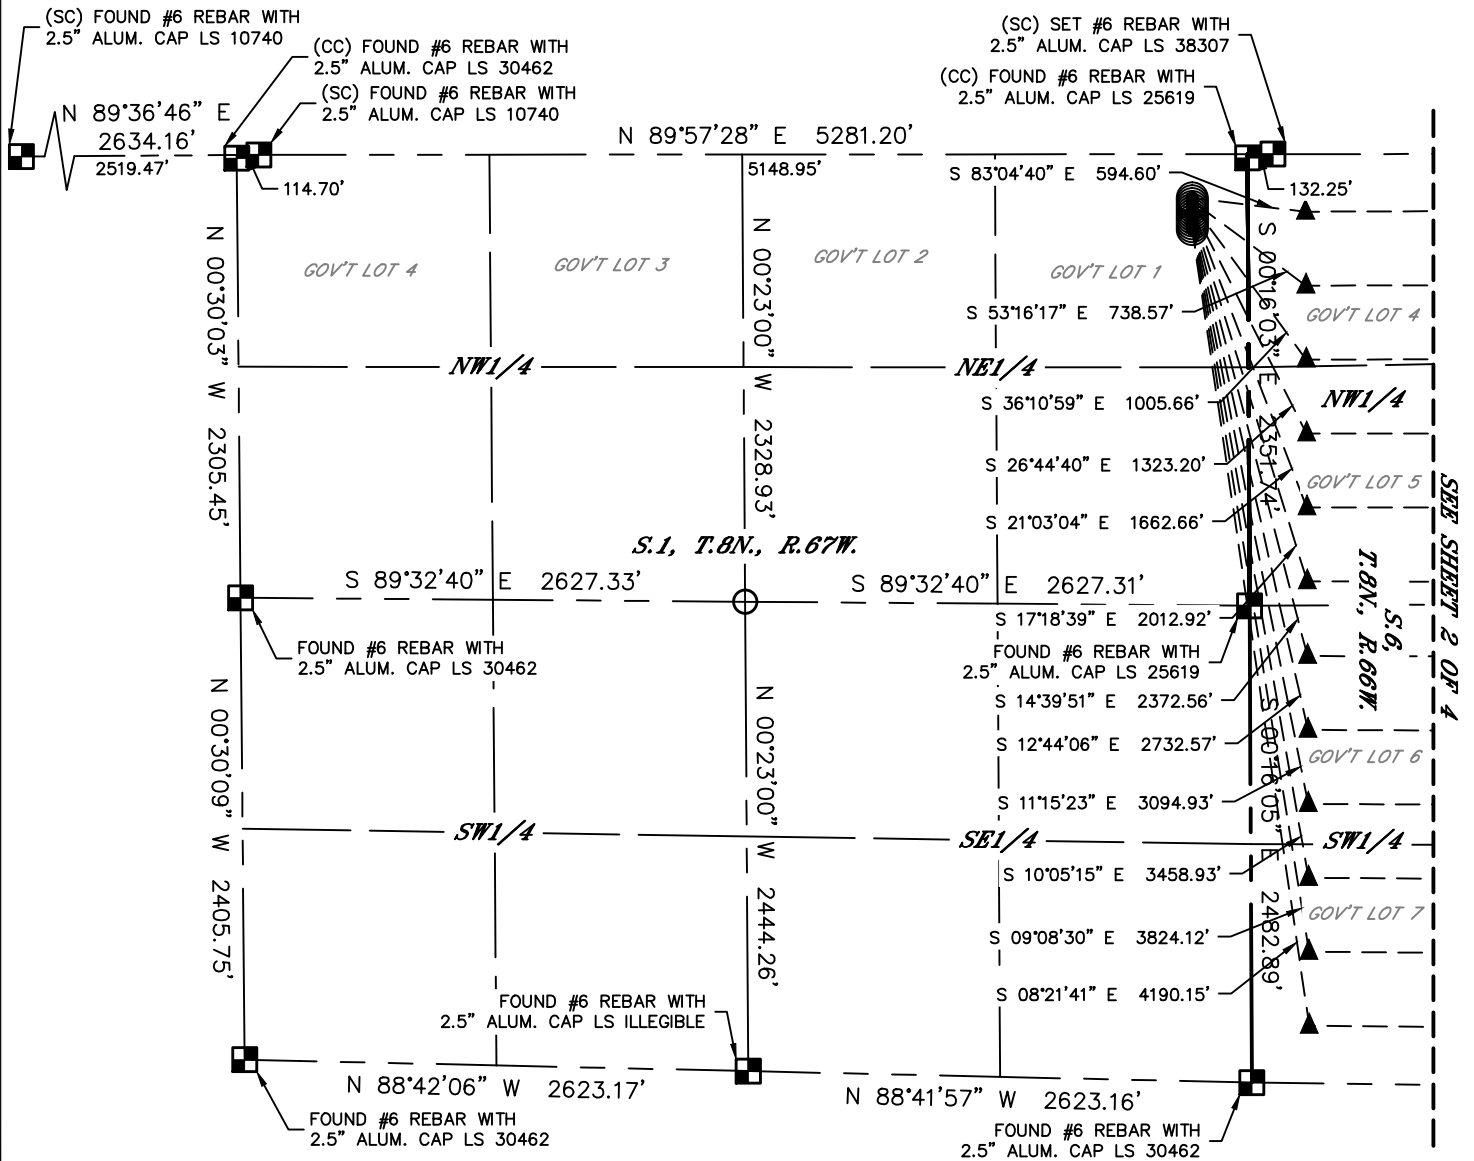 (SC) FOUND #6 REBAR WITH
2.5" ALUM. CAP LS 10740
(CC) FOUND #6 REBAR WITH
2.5" ALUM. CAP LS 30462
(SC) FOUND #6 REBAR WITH
2.5" ALUM. CAP LS 10740
(SC) SET #6 REBAR WITH
2.5" ALUM. CAP LS 38307
(CC) FOUND #6 REBAR WITH
2.5" ALUM. CAP LS 25619
N 89°36'46" E
2634.16'
2519.47'
114.70'
N 89°57'28" E 5281.20'
5148.95'
132.25'
S 83°04'40" E 594.60'
GOV'T LOT 4
GOV'T LOT 3
GOV'T LOT 2
GOV'T LOT 1
S 53°16'17" E 738.57'
GOV'T LOT 4
N 00°30'03" W 2305.45'
N 00°23'00" W 2328.93'
S 00°16'03" E 2351.74'
NW1/4
NE1/4
NW1/4
S 36°10'59" E 1005.66'
S 26°44'40" E 1323.20'
GOV'T LOT 5
S 21°03'04" E 1662.66'
S.1, T.8N., R.67W.
S 89°32'40" E 2627.33'
S 89°32'40" E 2627.31'
S 17°18'39" E 2012.92'
FOUND #6 REBAR WITH
2.5" ALUM. CAP LS 30462
FOUND #6 REBAR WITH
2.5" ALUM. CAP LS 25619
S.6,
T.8N., R.66W.
SEE SHEET 2 OF 4
S 14°39'51" E 2372.56'
S 12°44'06" E 2732.57'
GOV'T LOT 6
S 11°15'23" E 3094.93'
N 00°30'09" W 2405.75'
N 00°23'00" W 2444.26'
S 00°16'05" E 2482.89'
SW1/4
SE1/4
SW1/4
S 10°05'15" E 3458.93'
GOV'T LOT 7
S 09°08'30" E 3824.12'
S 08°21'41" E 4190.15'
FOUND #6 REBAR WITH
2.5" ALUM. CAP LS ILLEGIBLE
N 88°42'06" W 2623.17'
N 88°41'57" W 2623.16'
FOUND #6 REBAR WITH
2.5" ALUM. CAP LS 30462
FOUND #6 REBAR WITH
2.5" ALUM. CAP LS 30462